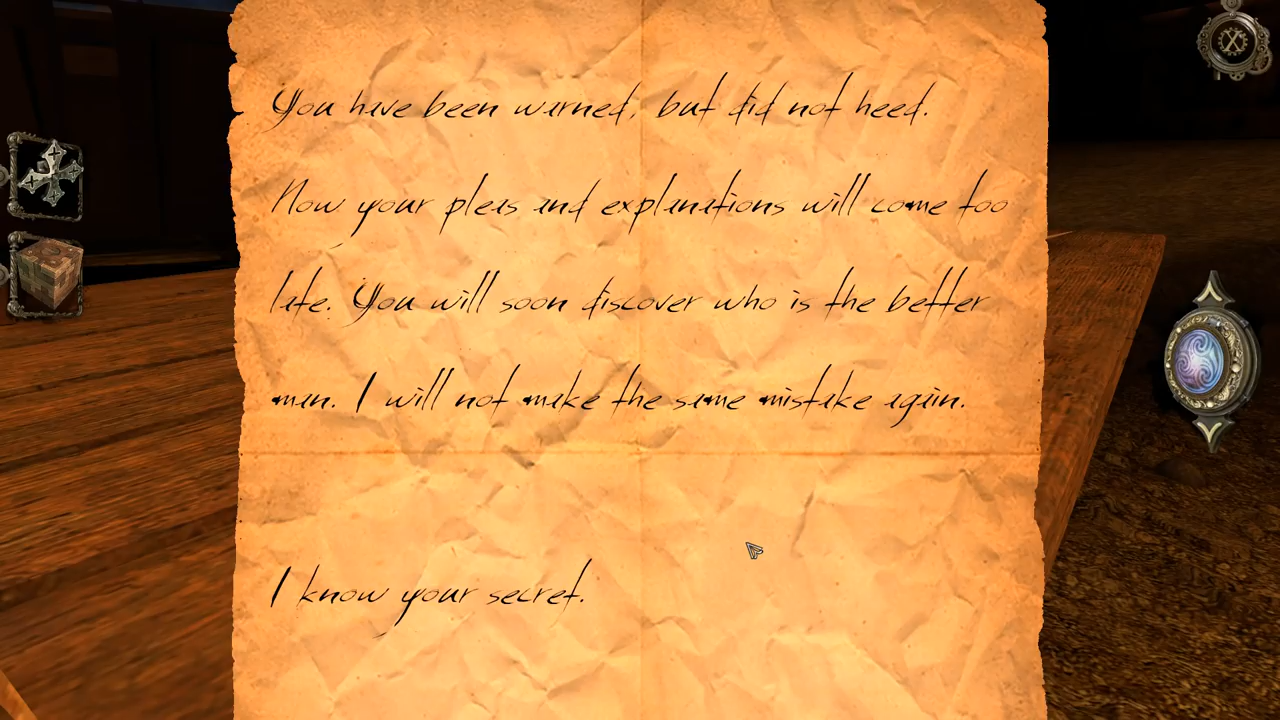 You have been warned, but did not heed.
Now your pleas and explanations will come too
late. You will soon discover who is the better
man. I will not make the same mistake again.
I know your secret.